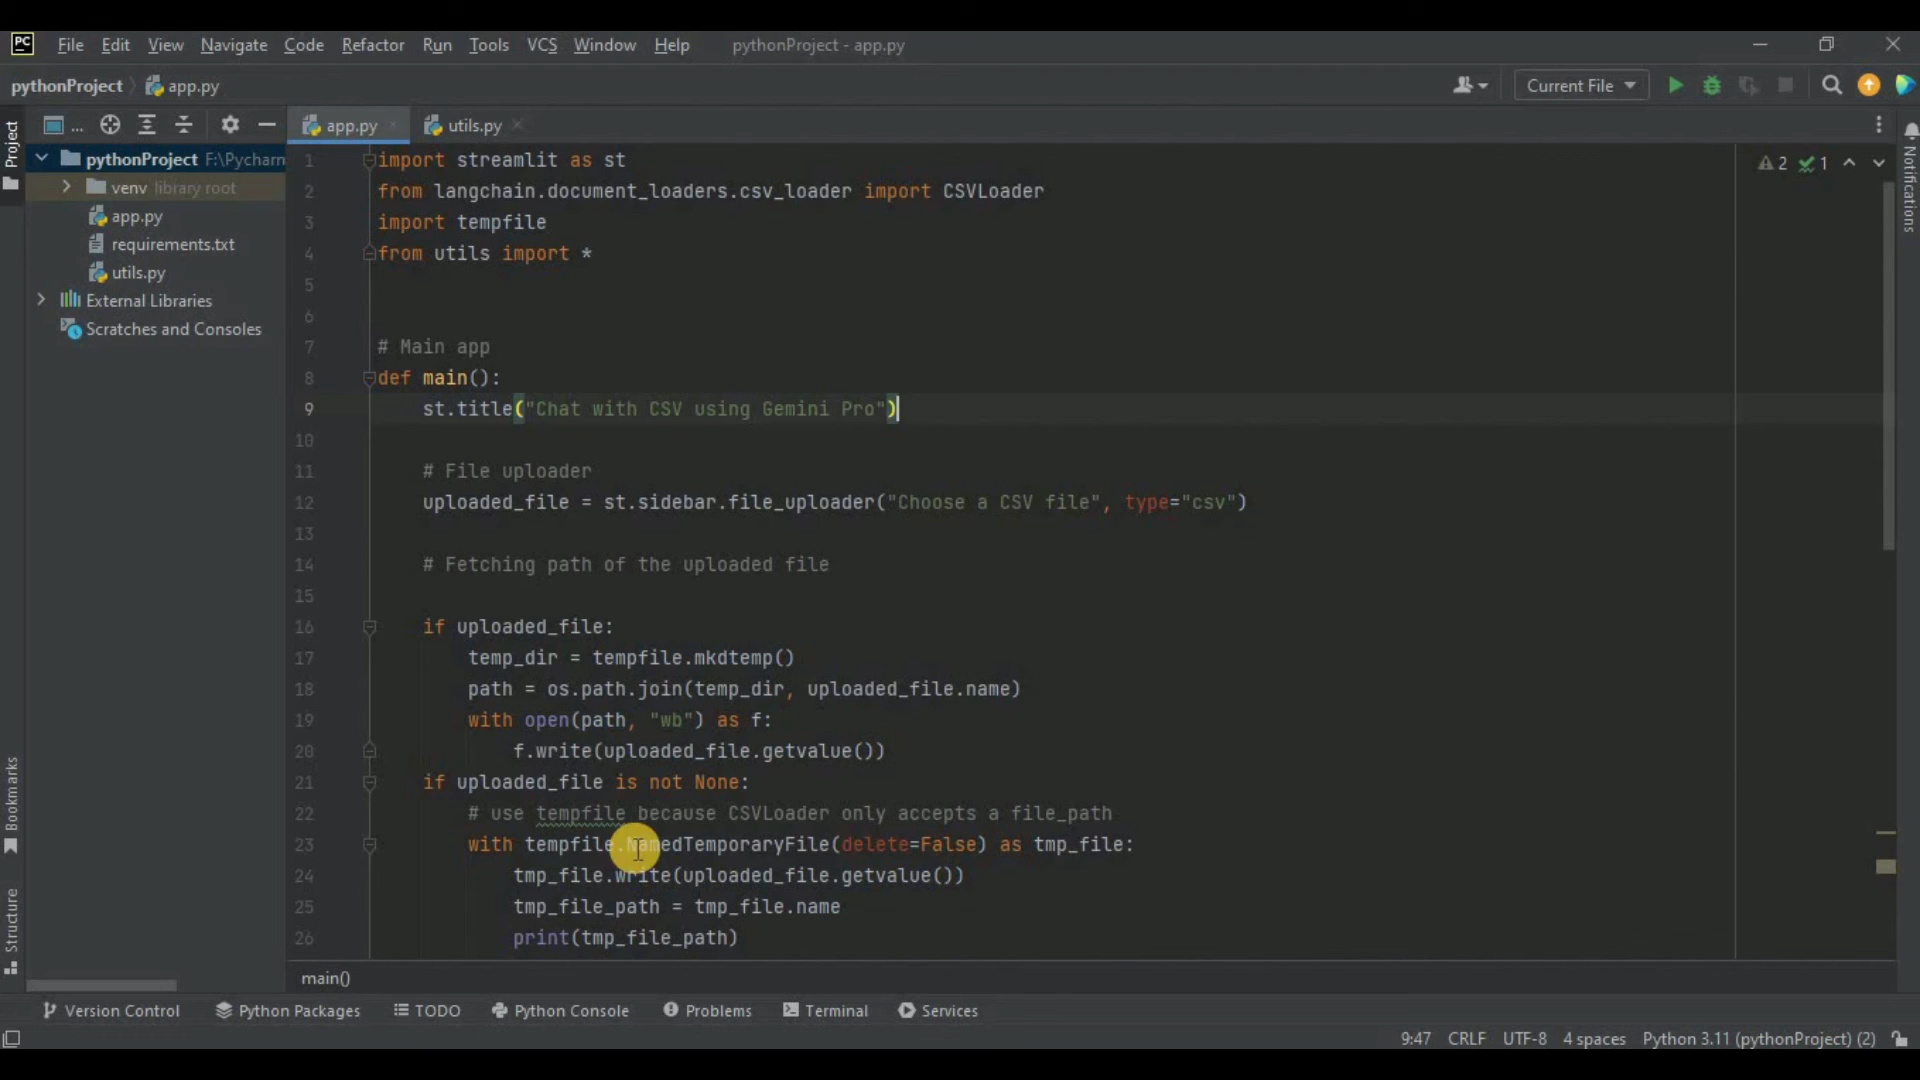 PC File Edit View Navigate Code Refactor Run Tools VCS Window Help pythonProject - app.py
pythonProject app.py Current File
Project ... app.py utils.py
pythonProject F:\Pycharn
venv library root
app.py
requirements.txt
utils.py
External Libraries
Scratches and Consoles
1 import streamlit as st
2 from langchain.document_loaders.csv_loader import CSVLoader
3 import tempfile
4 from utils import *
5
6
7 # Main app
8 def main():
9 st.title("Chat with CSV using Gemini Pro")
10
11 # File uploader
12 uploaded_file = st.sidebar.file_uploader("Choose a CSV file", type="csv")
13
14 # Fetching path of the uploaded file
15
16 if uploaded_file:
17 temp_dir = tempfile.mkdtemp()
18 path = os.path.join(temp_dir, uploaded_file.name)
19 with open(path, "wb") as f:
20 f.write(uploaded_file.getvalue())
21 if uploaded_file is not None:
22 # use tempfile because CSVLoader only accepts a file_path
23 with tempfile.NamedTemporaryFile(delete=False) as tmp_file:
24 tmp_file.write(uploaded_file.getvalue())
25 tmp_file_path = tmp_file.name
26 print(tmp_file_path)
2 1
Notifications
Bookmarks
Structure
main()
Version Control Python Packages TODO Python Console Problems Terminal Services
9:47 CRLF UTF-8 4 spaces Python 3.11 (pythonProject) (2)